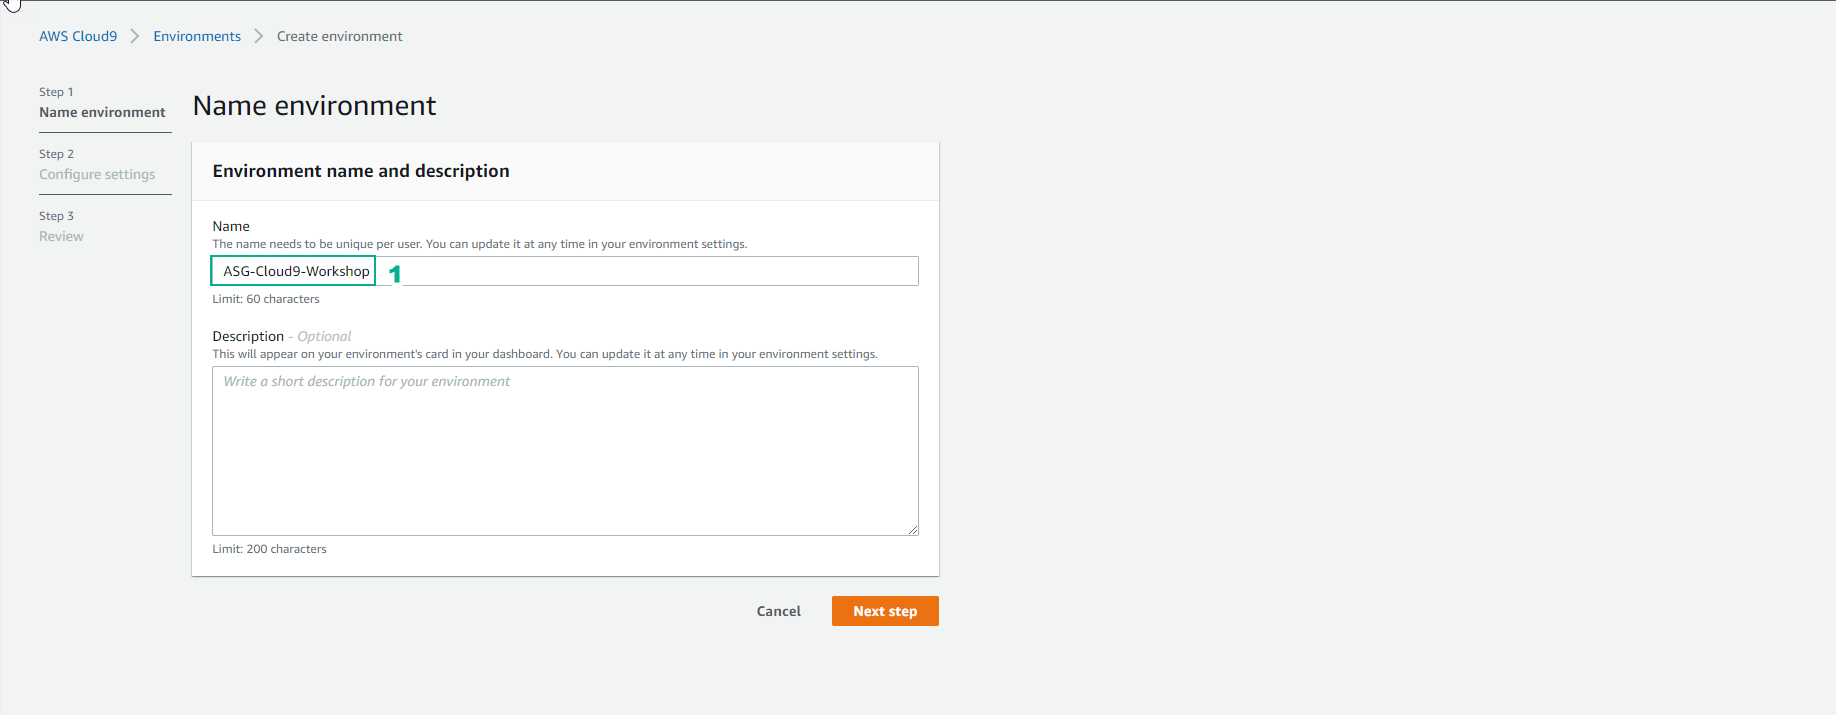 AWS Cloud9 > Environments > Create environment
Step 1
Name environment
Step 2
Configure settings
Step 3
Review
Name environment
Environment name and description
Name
The name needs to be unique per user. You can update it at any time in your environment settings.
ASG-Cloud9-Workshop 1
Limit: 60 characters
Description - Optional
This will appear on your environment's card in your dashboard. You can update it at any time in your environment settings.
Write a short description for your environment
Limit: 200 characters
Cancel Next step